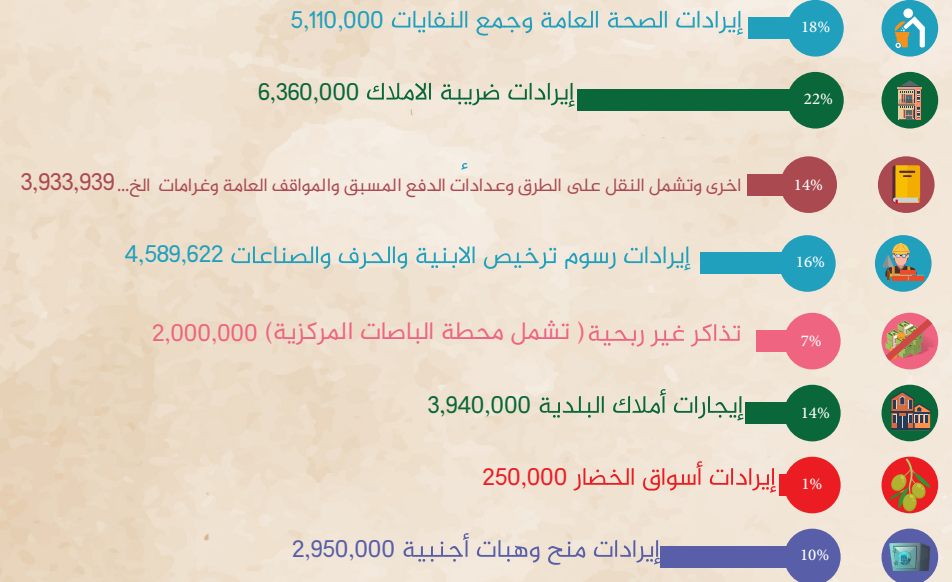 18% إيرادات الصحة العامة وجمع النفايات 5,110,000
22% إيرادات ضريبة الاملاك 6,360,000
14% اخرى وتشمل النقل على الطرق وعدادات الدفع المسبق والمواقف العامة وغرامات الخ... 3,933,939
16% إيرادات رسوم ترخيص الابنية والحرف والصناعات 4,589,622
7% تذاكر غير ربحية ( تشمل محطة الباصات المركزية) 2,000,000
14% إيجارات أملاك البلدية 3,940,000
1% إيرادات أسواق الخضار 250,000
10% إيرادات منح وهبات أجنبية 2,950,000